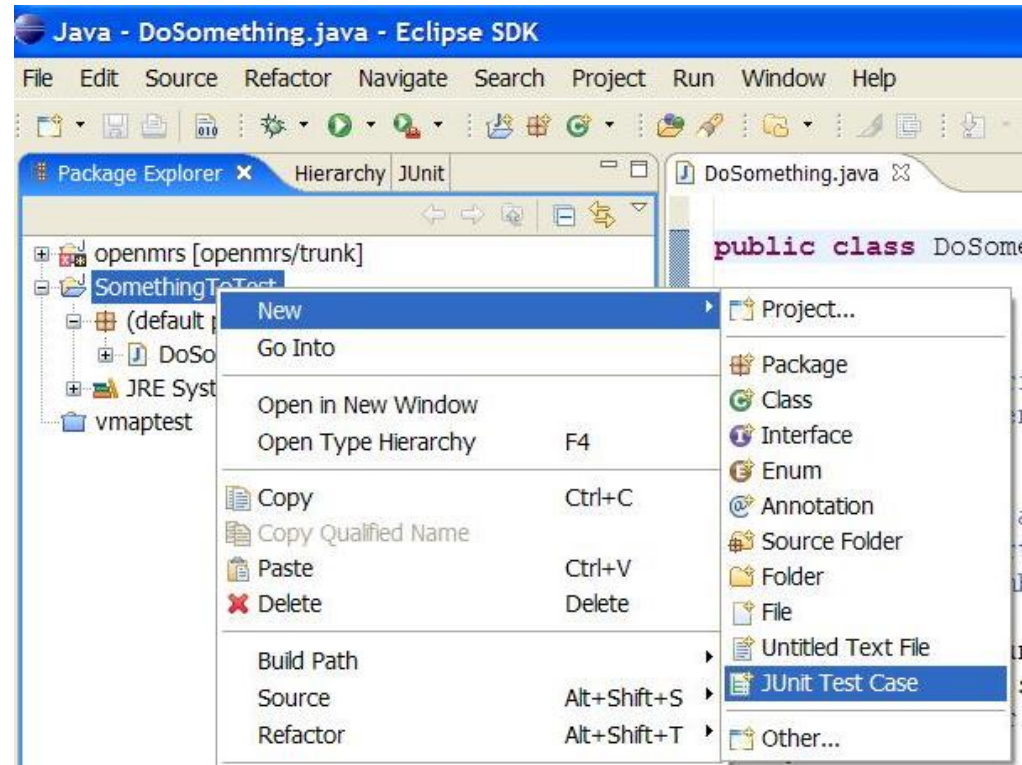 Java - DoSomething.java - Eclipse SDK
File Edit Source Refactor Navigate Search Project Run Window Help
010
Package Explorer Hierarchy JUnit
DoSomething.java
public class
openmrs [openmrs/trunk]
SomethingToTest
(default
JRE
vmaptest
New
Go Into
Open in New Window
Open Type Hierarchy F4
Copy Ctrl+C
Copy Qualified Name
Paste Ctrl+V
Delete Delete
Build Path
Source Alt+Shift+S
Refactor Alt+Shift+T
Project...
Package
Class
Interface
Enum
Annotation
Source Folder
Folder
File
Untitled Text File
JUnit Test Case
Other...